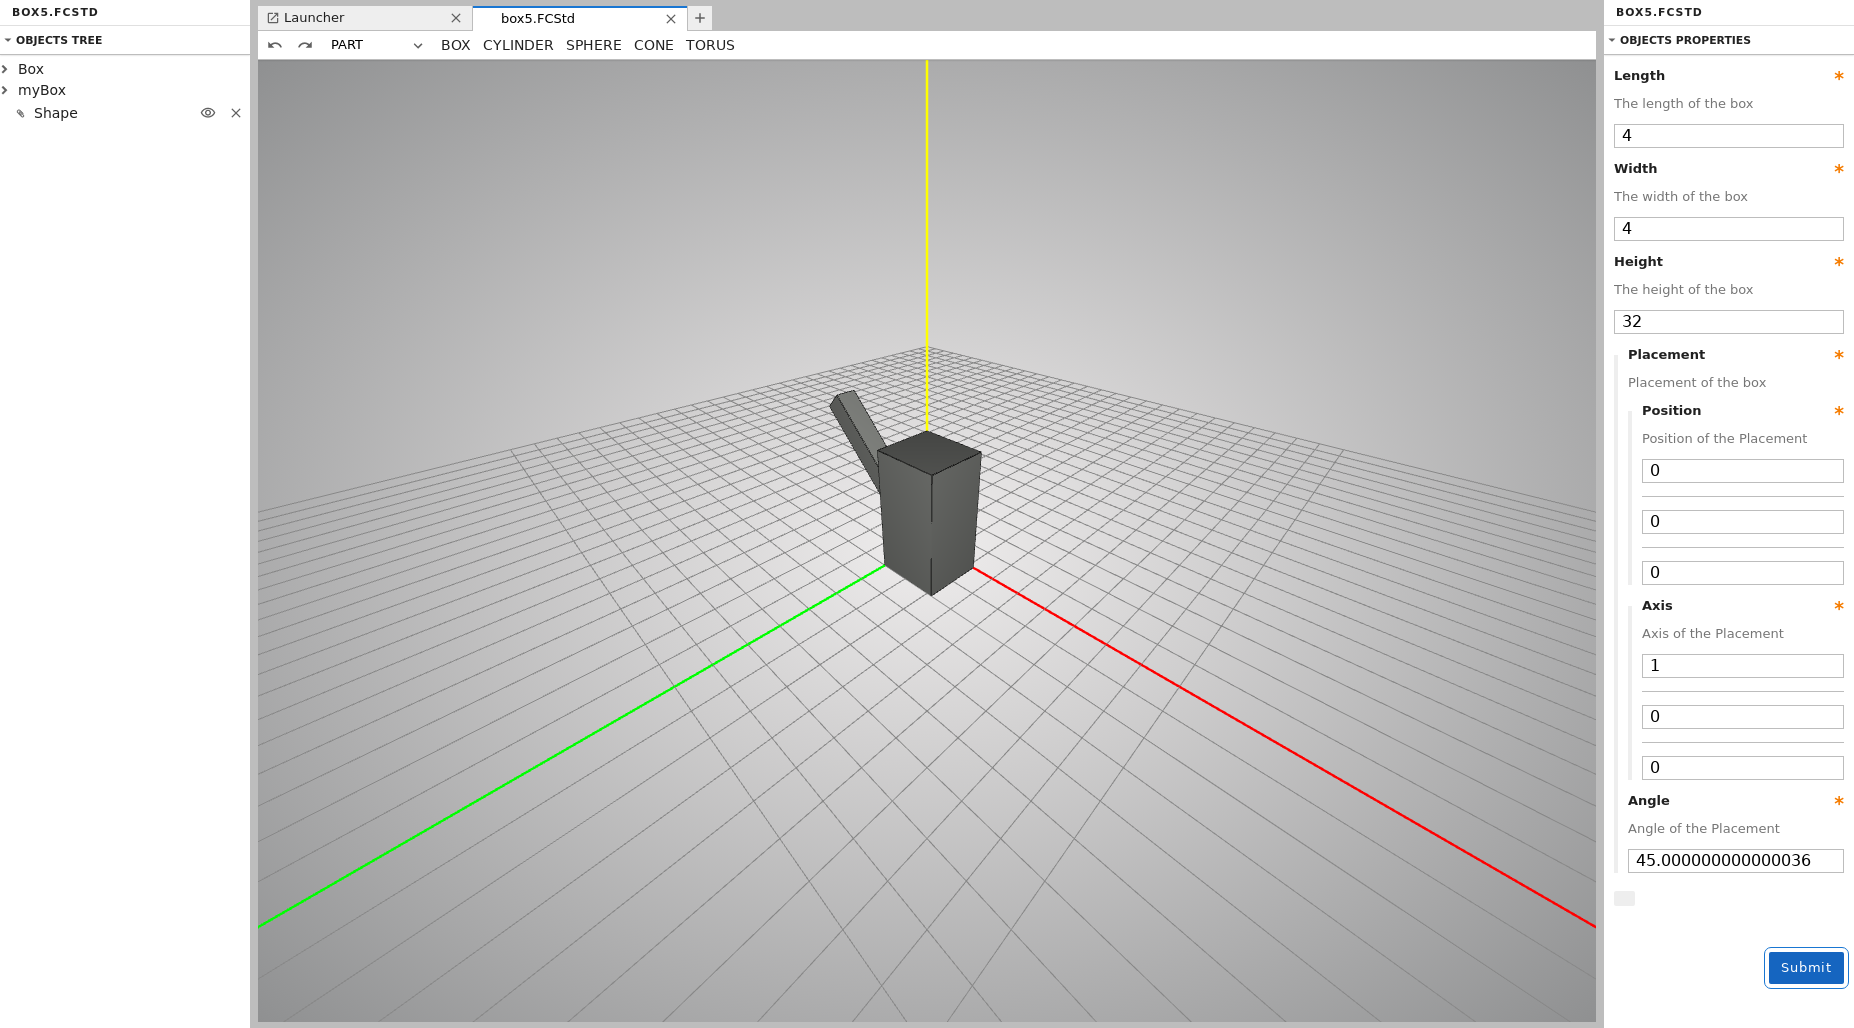 BOX5.FCSTD
OBJECTS TREE
Box
myBox
Shape
Launcher
box5.FCStd
PART
BOX CYLINDER SPHERE CONE TORUS
BOX5.FCSTD
OBJECTS PROPERTIES
Length *
The length of the box
4
Width *
The width of the box
4
Height *
The height of the box
32
Placement *
Placement of the box
Position *
Position of the Placement
0
0
0
Axis *
Axis of the Placement
1
0
0
Angle *
Angle of the Placement
45.000000000000036
Submit